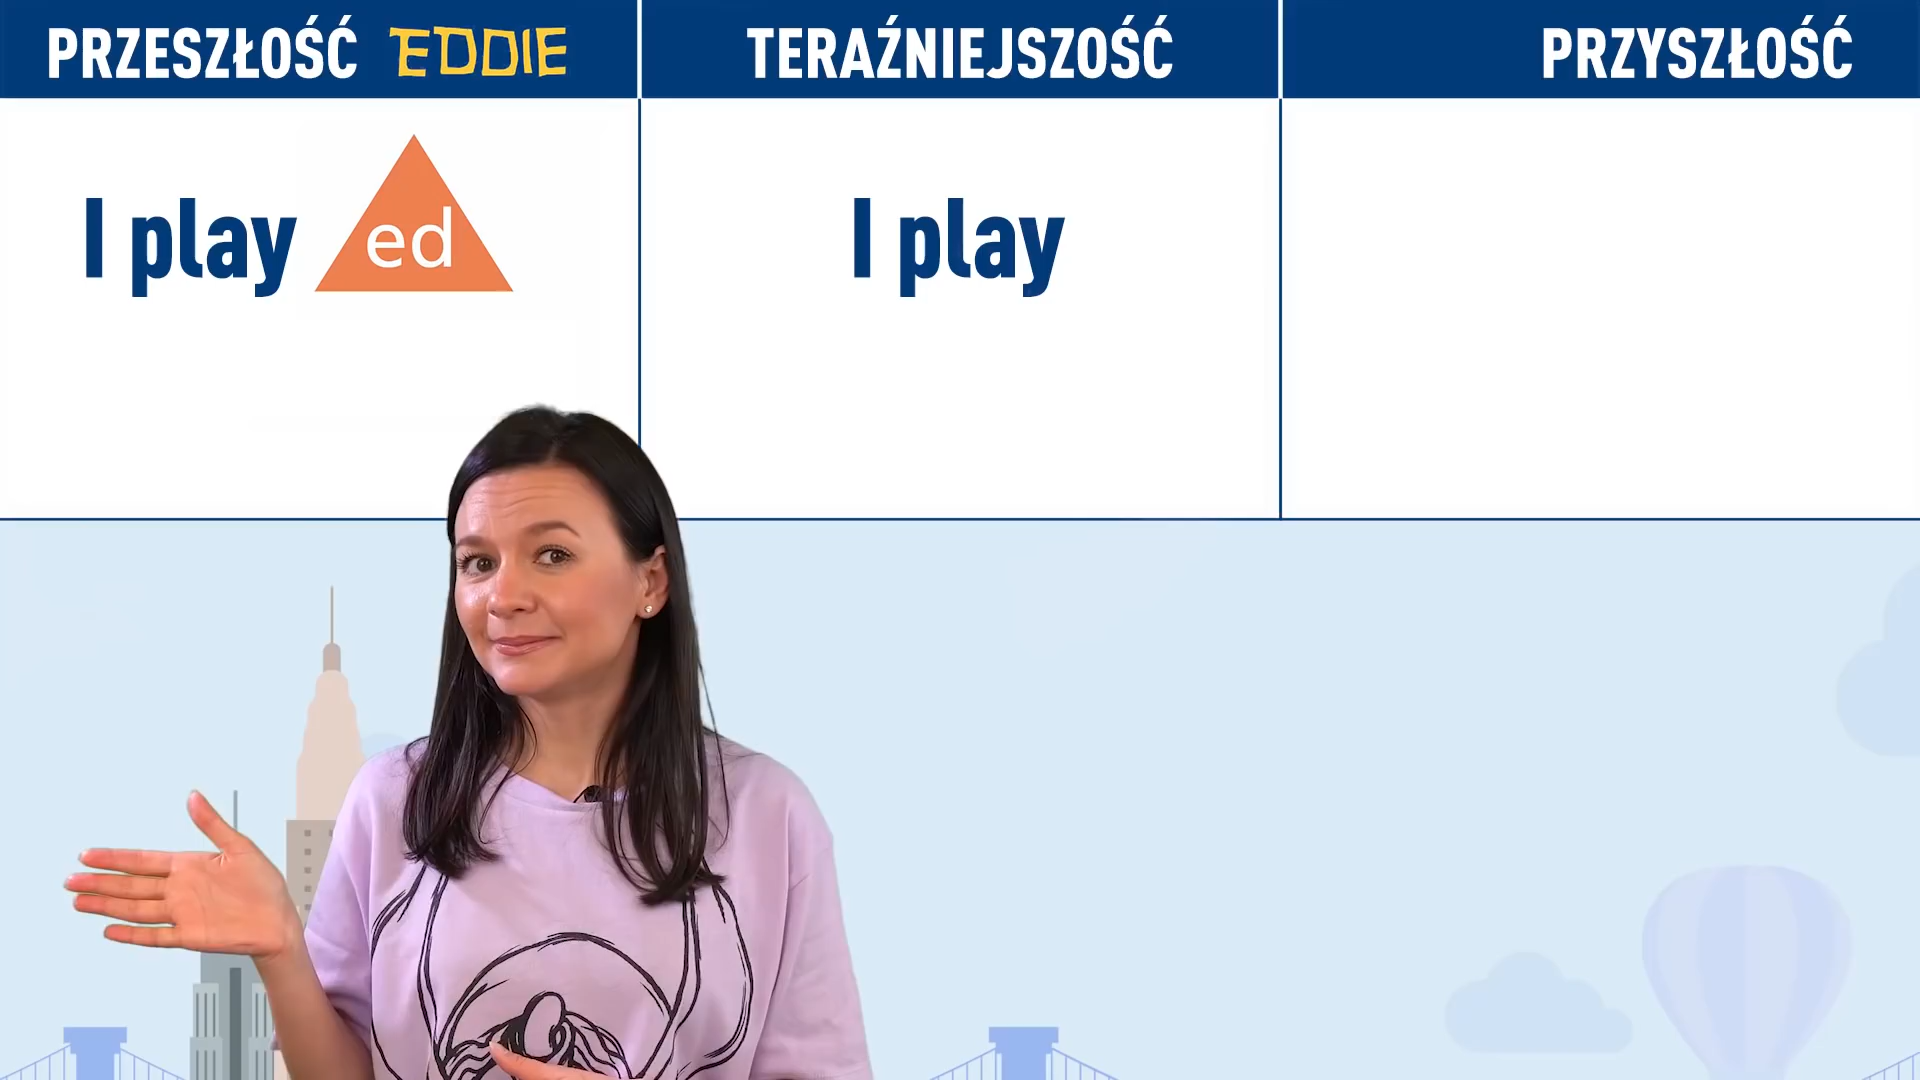 PRZESZŁOŚĆ EDDIE
TERAŹNIEJSZOŚĆ
PRZYSZŁOŚĆ
I play ed
I play